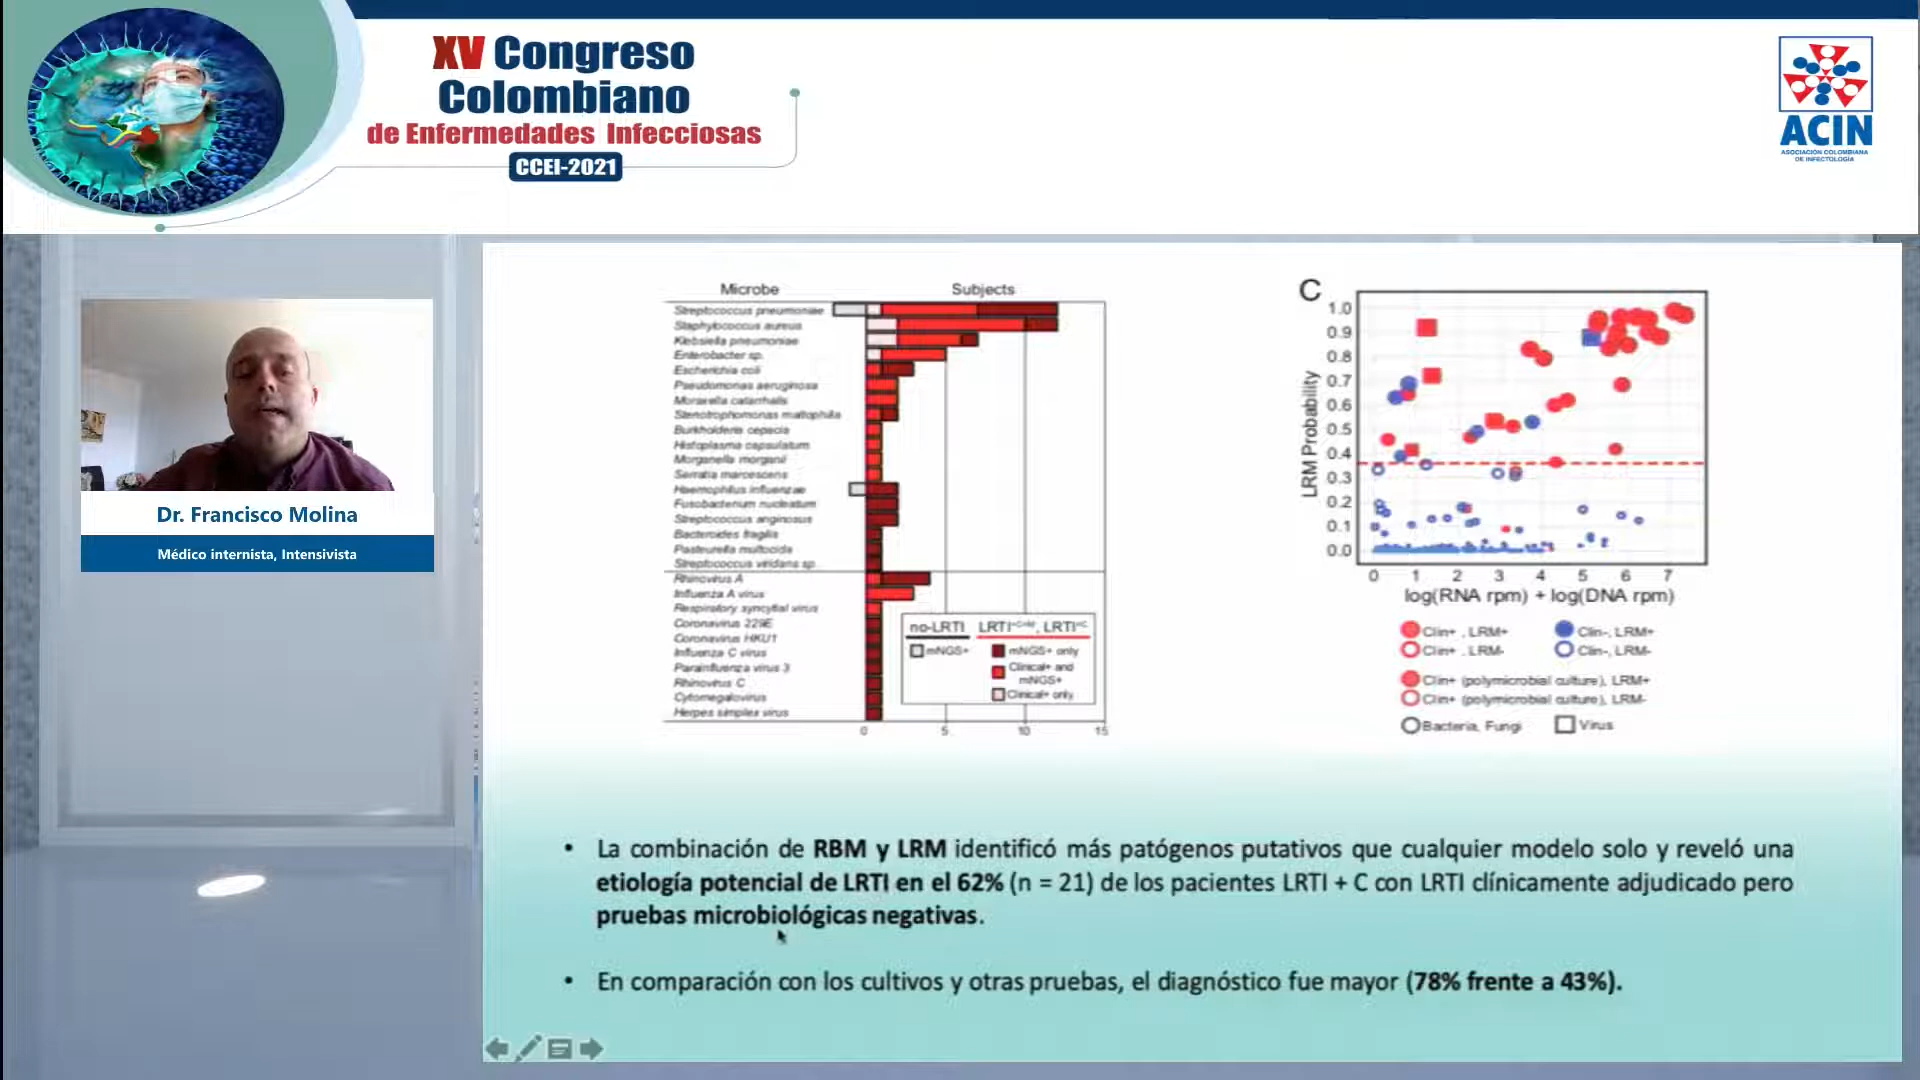 XV Congreso
Colombiano
de Enfermedades Infecciosas
CCEI-2021
ACIN
ASOCIACIÓN COLOMBIANA
DE INFECTOLOGÍA
Dr. Francisco Molina
Médico internista, Intensivista
Microbe Subjects
Streptococcus pneumoniae
Staphylococcus aureus
Klebsiella pneumoniae
Enterobacter sp.
Escherichia coli
Pseudomonas aeruginosa
Moraxella catarrhalis
Stenotrophomonas maltophilia
Burkholderia cepacia
Histoplasma capsulatum
Morganella morganii
Serratia marcescens
Haemophilus influenzae
Fusobacterium nucleatum
Streptococcus anginosus
Bacteroides fragilis
Pasteurella multocida
Streptococcus viridans sp.
Rhinovirus A
Influenza A virus
Respiratory syncytial virus
Coronavirus 229E
Coronavirus HKU1
Influenza C virus
Parainfluenza virus 3
Rhinovirus C
Cytomegalovirus
Herpes simplex virus
0 5 10 15
no-LRTI LRTI+C+M, LRTI+C
mNGS+ mNGS+ only
Clinical+ and
mNGS+
Clinical+ only
C
LRM Probability
1.0
0.9
0.8
0.7
0.6
0.5
0.4
0.3
0.2
0.1
0.0
0 1 2 3 4 5 6 7
log(RNA rpm) + log(DNA rpm)
Clin+ , LRM+ Clin-, LRM+
Clin+ , LRM- Clin-, LRM-
Clin+ (polymicrobial culture), LRM+
Clin+ (polymicrobial culture), LRM-
Bacteria, Fungi Virus
• La combinación de RBM y LRM identificó más patógenos putativos que cualquier modelo solo y reveló una
etiología potencial de LRTI en el 62% (n = 21) de los pacientes LRTI + C con LRTI clínicamente adjudicado pero
pruebas microbiológicas negativas.
• En comparación con los cultivos y otras pruebas, el diagnóstico fue mayor (78% frente a 43%).